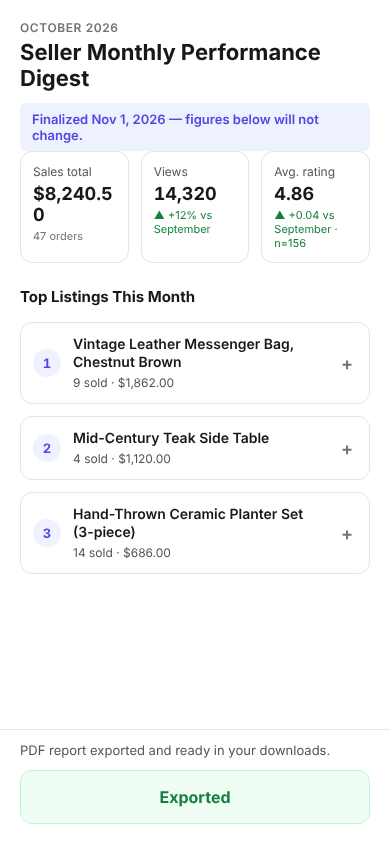 OCTOBER 2026
Seller Monthly Performance
Digest
Finalized Nov 1, 2026 — figures below will not
change.
Sales total
$8,240.5
0
47 orders
Views
14,320
▲ +12% vs
September
Avg. rating
4.86
▲ +0.04 vs
September ·
n=156
Top Listings This Month
1
Vintage Leather Messenger Bag,
Chestnut Brown
9 sold · $1,862.00
+
2
Mid-Century Teak Side Table
4 sold · $1,120.00
+
3
Hand-Thrown Ceramic Planter Set
(3-piece)
14 sold · $686.00
+
PDF report exported and ready in your downloads.
Exported